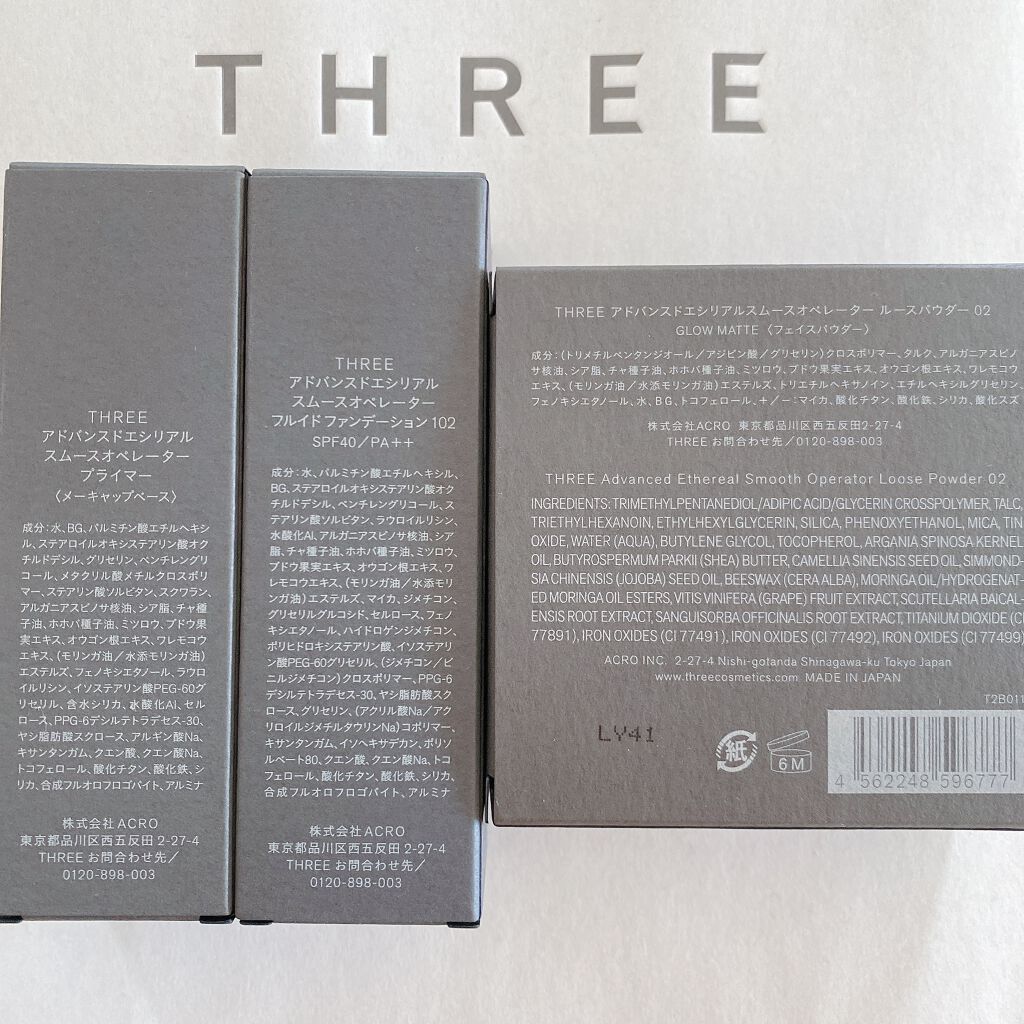 THREE
THREE
アドバンスドエシリアル
スムースオペレーター
プライマー
〈メーキャップベース〉
成分:水、BG、パルミチン酸エチルヘキシ
ル、ステアロイルオキシステアリン酸オク
チルドデシル、グリセリン、ペンチレングリ
コール、メタクリル酸メチルクロスポリ
マー、ステアリン酸ソルビタン、スクワラン、
アルガニアスピノサ核油、シア脂、チャ種
子油、ホホバ種子油、ミツロウ、ブドウ果
実エキス、オウゴン根エキス、ワレモコウ
エキス、(モリンガ油/水添モリンガ油)
エステルズ、フェノキシエタノール、ラウロ
イルリシン、イソステアリン酸PEG-60グ
リセリル、含水シリカ、水酸化Al、セル
ロース、PPG-6デシルテトラデセス-30、
ヤシ脂肪酸スクロース、アルギン酸Na、
キサンタンガム、クエン酸、クエン酸Na、
トコフェロール、酸化チタン、酸化鉄、シ
リカ、合成フルオロフロゴパイト、アルミナ
株式会社ACRO
東京都品川区西五反田2-27-4
THREEお問合わせ先/
0120-898-003
THREE
アドバンスドエシリアル
スムースオペレーター
フルイド ファンデーション 102
SPF40/PA++
成分:水、パルミチン酸エチルヘキシル、
BG、ステアロイルオキシステアリン酸オク
チルドデシル、ペンチレングリコール、ス
テアリン酸ソルビタン、ラウロイルリシン、
水酸化Al、アルガニアスピノサ核油、シア
脂、チャ種子油、ホホバ種子油、ミツロウ、
ブドウ果実エキス、オウゴン根エキス、ワ
レモコウエキス、(モリンガ油/水添モリ
ンガ油)エステルズ、マイカ、ジメチコン、
グリセリルグルコシド、セルロース、フェノ
キシエタノール、ハイドロゲンジメチコン、
ポリヒドロキシステアリン酸、イソステアリ
ン酸PEG-60グリセリル、(ジメチコン/ビ
ニルジメチコン)クロスポリマー、PPG-6
デシルテトラデセス-30、ヤシ脂肪酸スク
ロース、グリセリン、(アクリル酸Na/アク
リロイルジメチルタウリンNa)コポリマー、
キサンタンガム、イソヘキサデカン、ポリソ
ルベート80、クエン酸、クエン酸Na、トコ
フェロール、酸化チタン、酸化鉄、シリカ、
合成フルオロフロゴパイト、アルミナ
株式会社ACRO
東京都品川区西五反田2-27-4
THREEお問合わせ先/
0120-898-003
THREE アドバンスドエシリアルスムースオペレーター ルースパウダー 02
GLOW MATTE 〈フェイスパウダー〉
成分:(トリメチルペンタンジオール/アジピン酸/グリセリン)クロスポリマー、タルク、アルガニアスピノ
サ核油、シア脂、チャ種子油、ホホバ種子油、ミツロウ、ブドウ果実エキス、オウゴン根エキス、ワレモコウ
エキス、(モリンガ油/水添モリンガ油)エステルズ、トリエチルヘキサノイン、エチルヘキシルグリセリン、
フェノキシエタノール、水、BG、トコフェロール、+/-:マイカ、酸化チタン、酸化鉄、シリカ、酸化スズ
株式会社ACRO 東京都品川区西五反田2-27-4
THREEお問合わせ先/0120-898-003
THREE Advanced Ethereal Smooth Operator Loose Powder 02
INGREDIENTS: TRIMETHYLPENTANEDIOL/ADIPIC ACID/GLYCERIN CROSSPOLYMER, TALC,
TRIETHYLHEXANOIN, ETHYLHEXYLGLYCERIN, SILICA, PHENOXYETHANOL, MICA, TIN
OXIDE, WATER (AQUA), BUTYLENE GLYCOL, TOCOPHEROL, ARGANIA SPINOSA KERNEL
OIL, BUTYROSPERMUM PARKII (SHEA) BUTTER, CAMELLIA SINENSIS SEED OIL, SIMMOND-
SIA CHINENSIS (JOJOBA) SEED OIL, BEESWAX (CERA ALBA), MORINGA OIL/HYDROGENAT-
ED MORINGA OIL ESTERS, VITIS VINIFERA (GRAPE) FRUIT EXTRACT, SCUTELLARIA BAICAL-
ENSIS ROOT EXTRACT, SANGUISORBA OFFICINALIS ROOT EXTRACT, TITANIUM DIOXIDE (CI
77891), IRON OXIDES (CI 77491), IRON OXIDES (CI 77492), IRON OXIDES (CI 77499)
ACRO INC. 2-27-4 Nishi-gotanda Shinagawa-ku Tokyo Japan
www.threecosmetics.com MADE IN JAPAN
T2B011
LY41
紙
6M
4 562248 596777